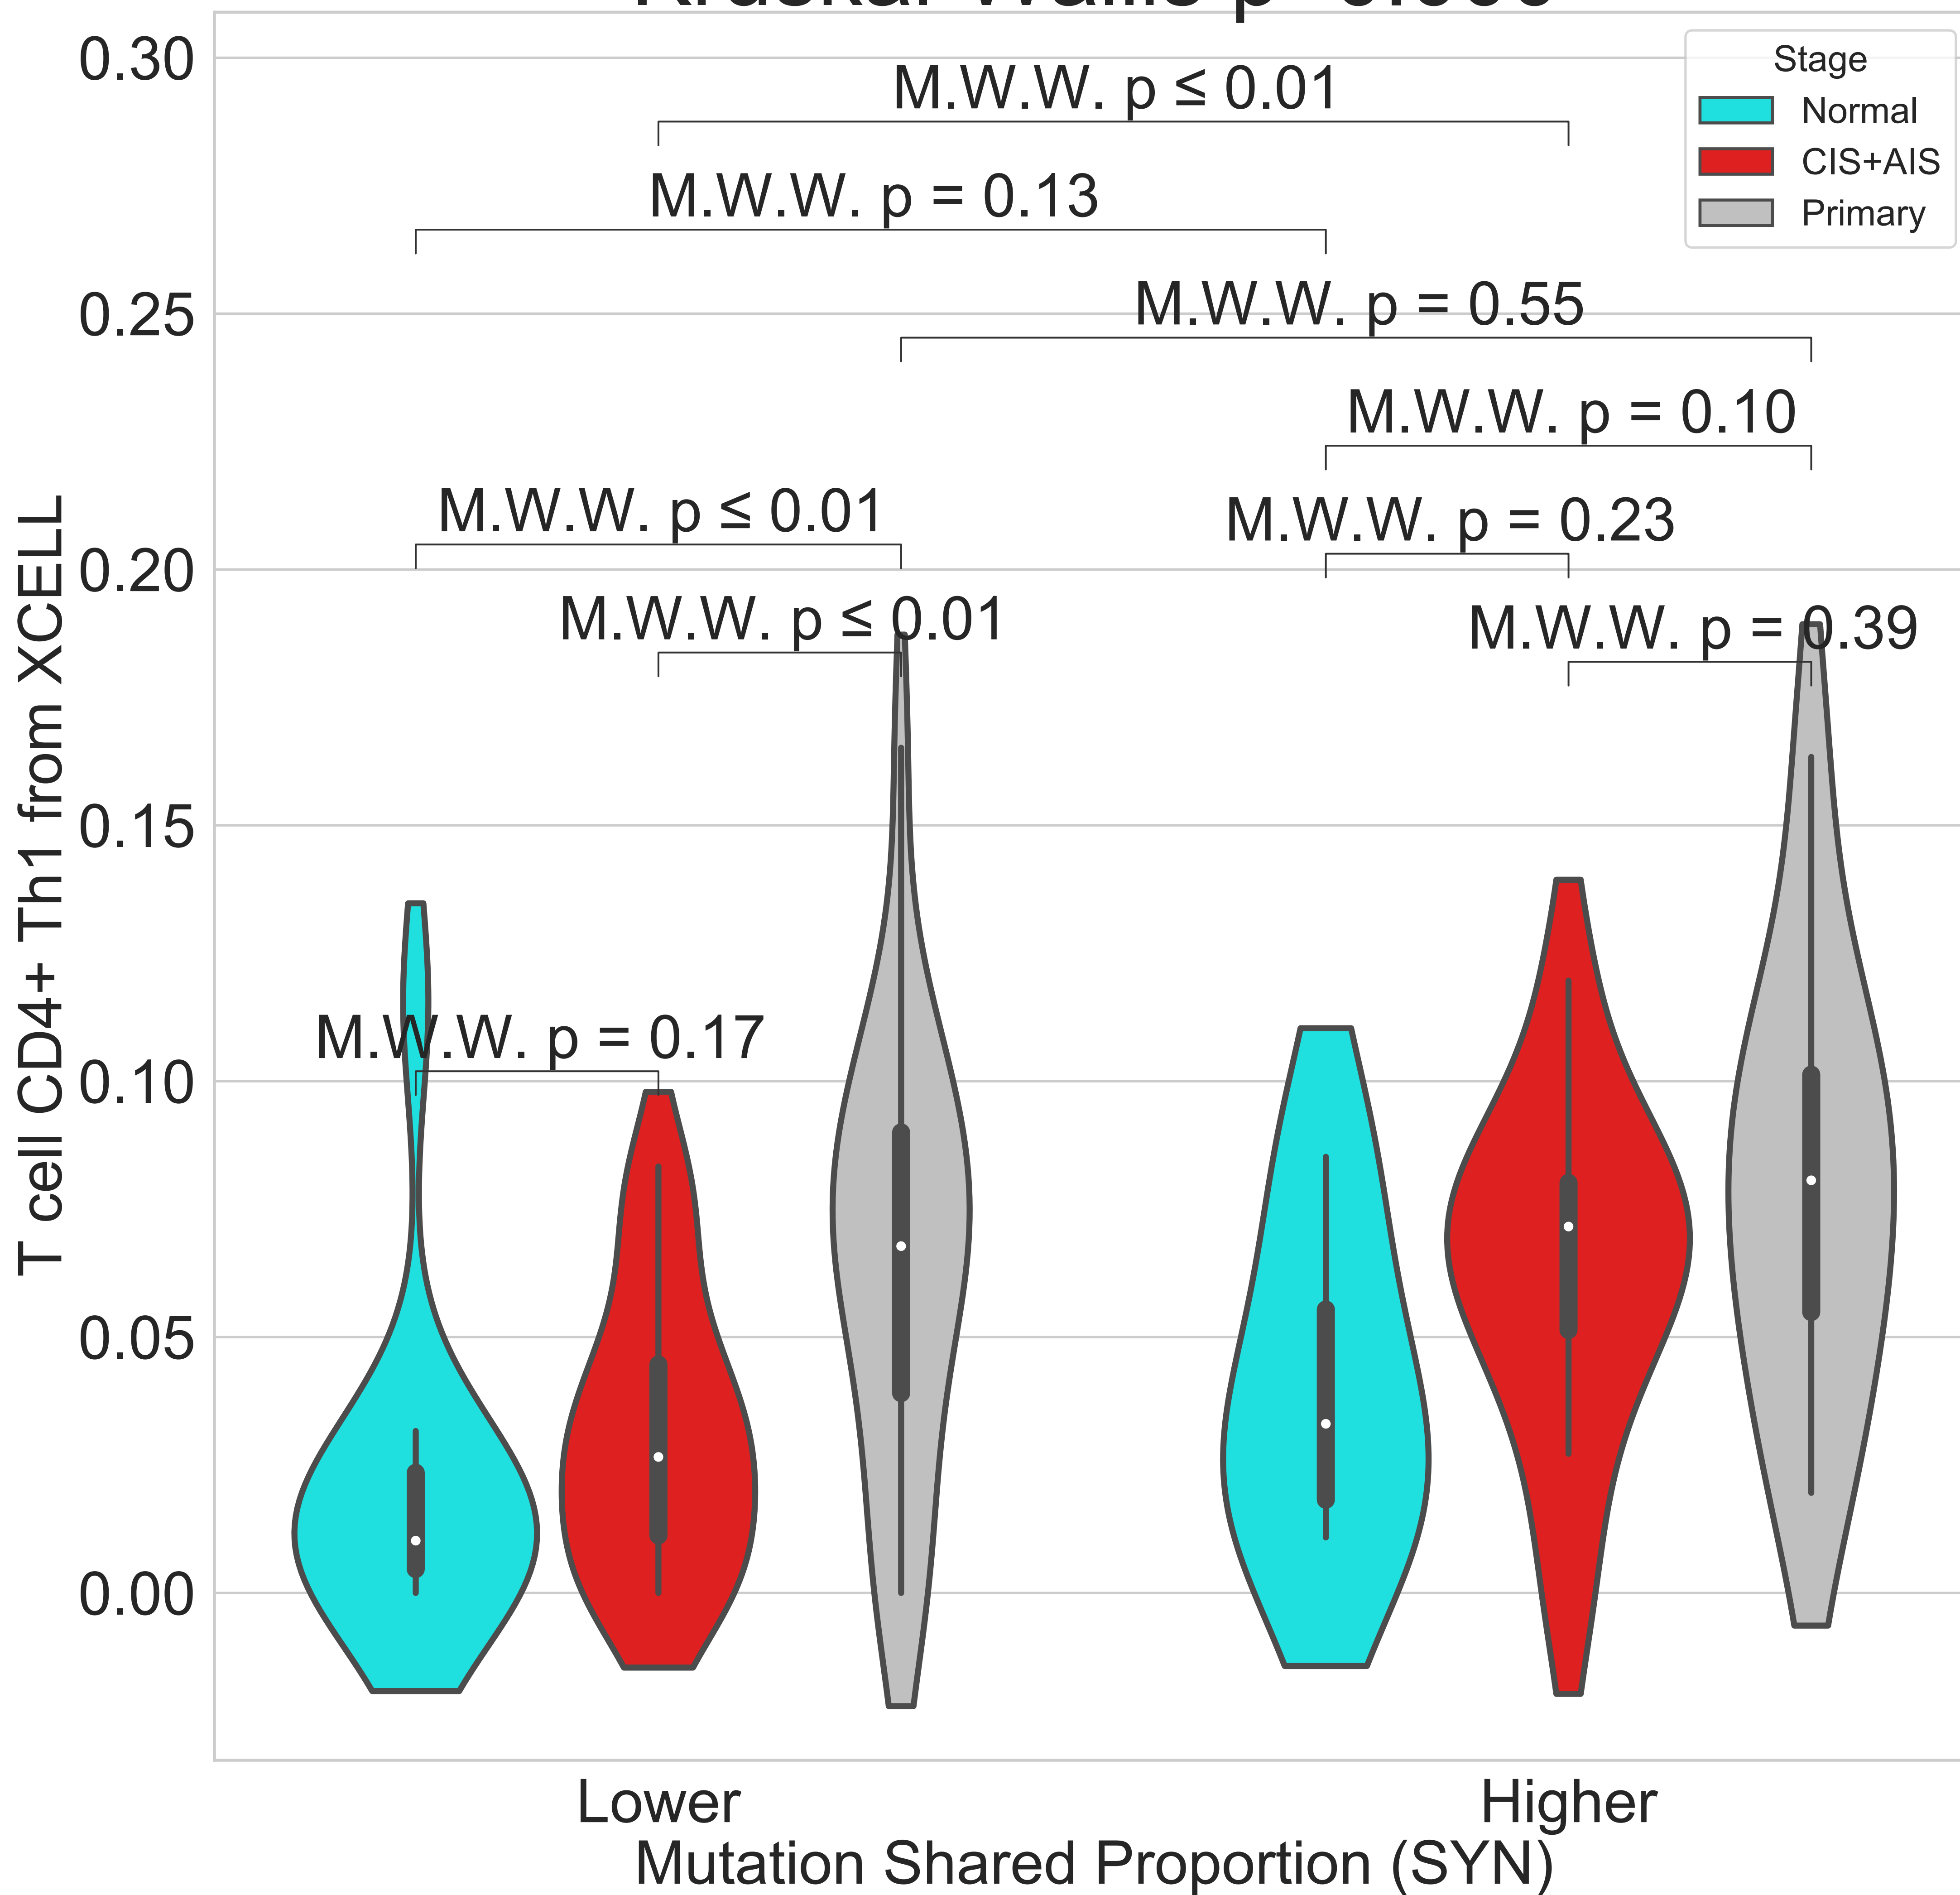 0.30
0.25
0.20
0.15
0.10
0.05
0.00
T cell CD4+ Th1 from XCELL
M.W.W. p ≤ 0.01
M.W.W. p = 0.13
M.W.W. p = 0.55
M.W.W. p = 0.10
M.W.W. p ≤ 0.01
M.W.W. p = 0.23
M.W.W. p ≤ 0.01
M.W.W. p = 0.39
M.W.W. p = 0.17
Stage
Normal
CIS+AIS
Primary
Lower
Higher
Mutation Shared Proportion (SYN)